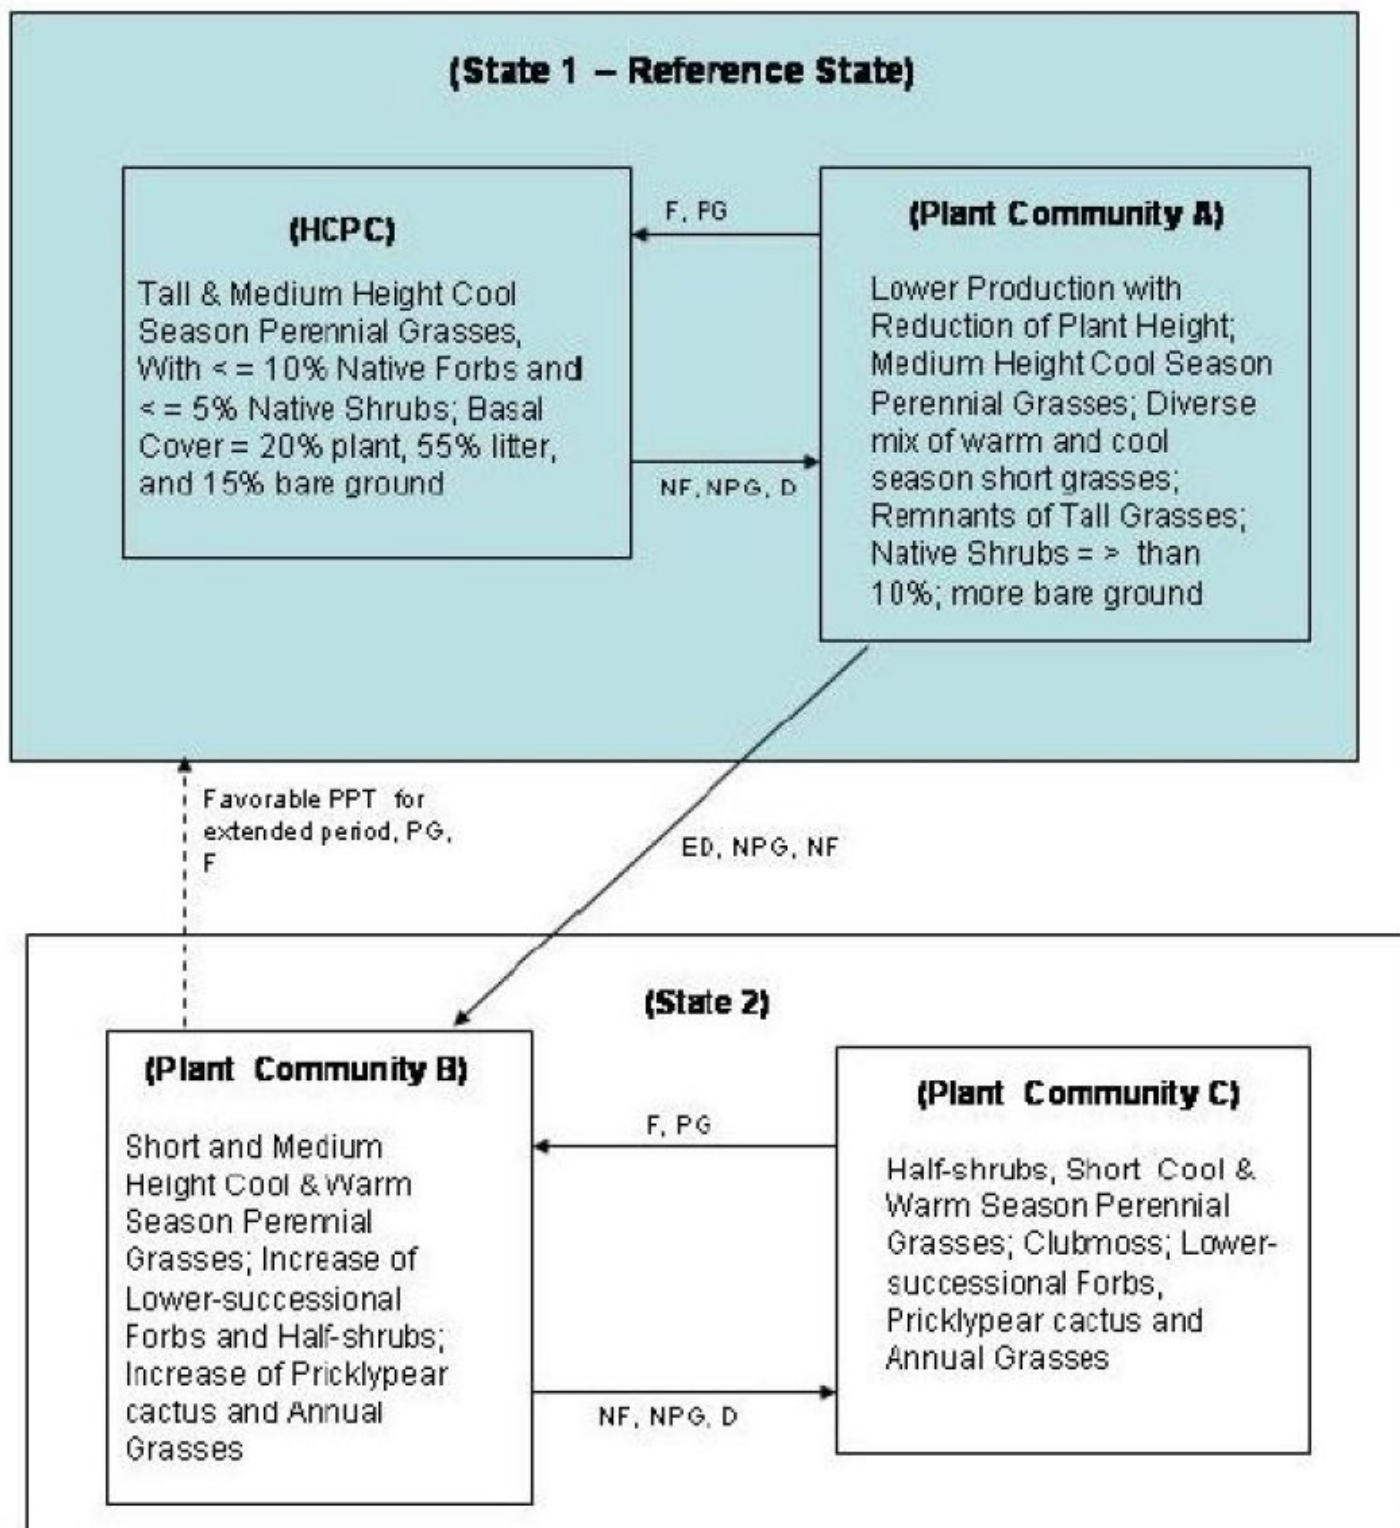 (State 1 – Reference State)
(HCPC)
Tall & Medium Height Cool
Season Perennial Grasses,
With < = 10% Native Forbs and
< = 5% Native Shrubs; Basal
Cover = 20% plant, 55% litter,
and 15% bare ground
F, PG
NF, NPG, D
(Plant Community A)
Lower Production with
Reduction of Plant Height;
Medium Height Cool Season
Perennial Grasses; Diverse
mix of warm and cool
season short grasses;
Remnants of Tall Grasses;
Native Shrubs = > than
10%; more bare ground
Favorable PPT for
extended period, PG,
F
ED, NPG, NF
(State 2)
(Plant Community B)
Short and Medium
Height Cool & Warm
Season Perennial
Grasses; Increase of
Lower-successional
Forbs and Half-shrubs;
Increase of Pricklypear
cactus and Annual
Grasses
F, PG
NF, NPG, D
(Plant Community C)
Half-shrubs, Short Cool &
Warm Season Perennial
Grasses; Clubmoss; Lower-
successional Forbs,
Pricklypear cactus and
Annual Grasses